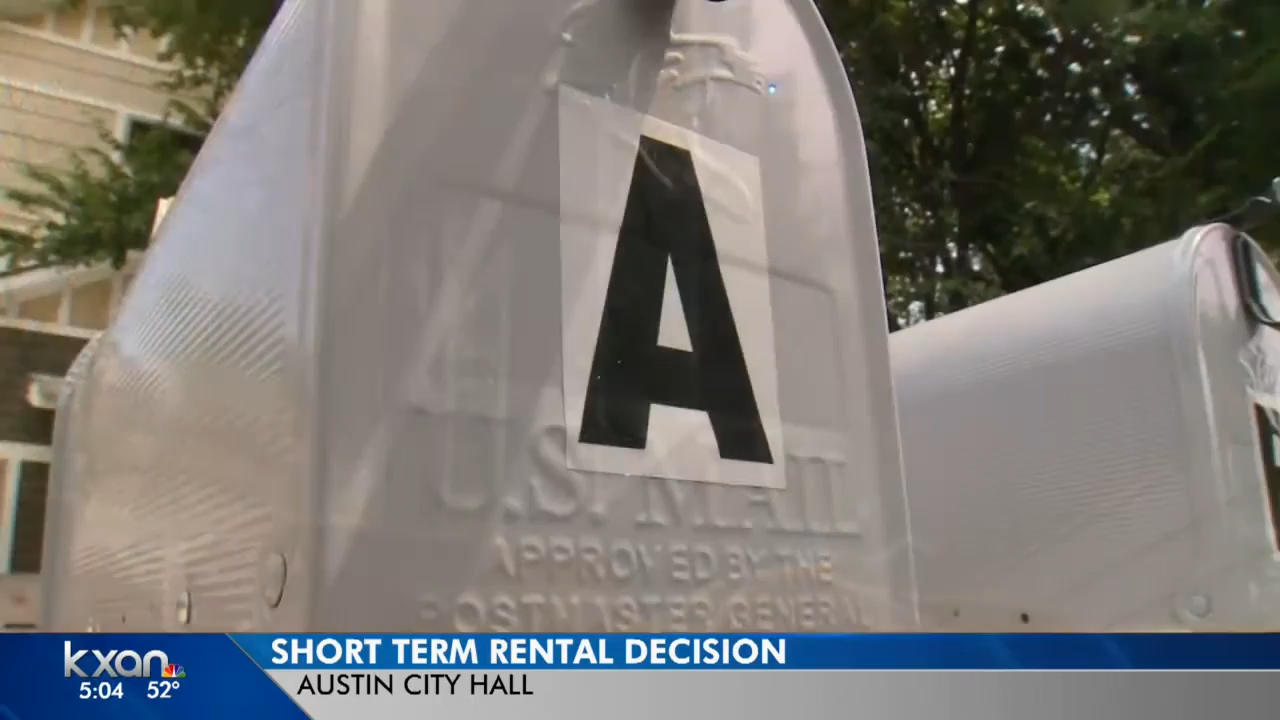 A
U.S. MAIL
APPROVED BY THE
POSTMASTER GENERAL
SHORT TERM RENTAL DECISION
AUSTIN CITY HALL
kxan
5:04 52°